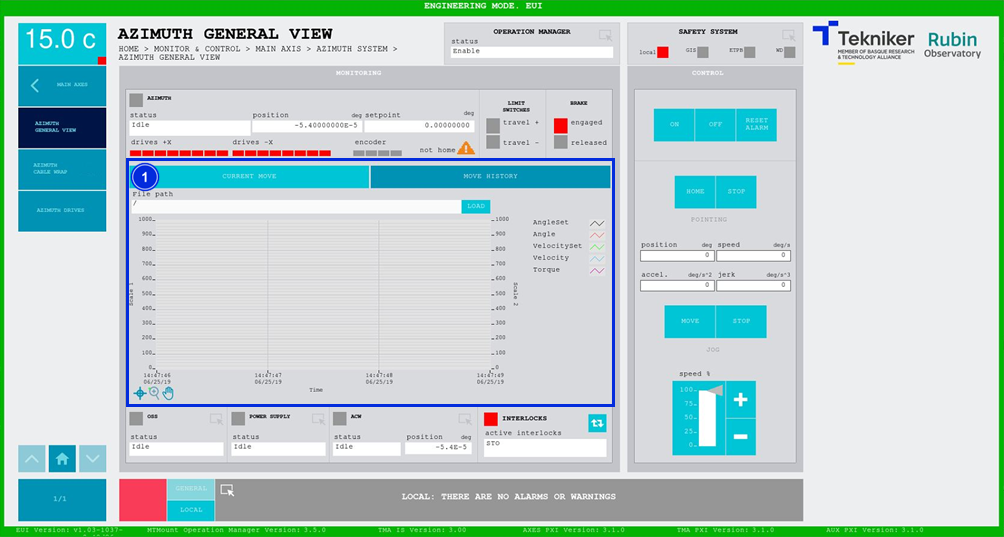 ENGINEERING MODE. EUI
15.0 c
AZIMUTH GENERAL VIEW
HOME > MONITOR & CONTROL > MAIN AXIS > AZIMUTH SYSTEM >
AZIMUTH GENERAL VIEW
OPERATION MANAGER
status
Enable
SAFETY SYSTEM
local GIS ETPB WD
Tekniker
MEMBER OF BASQUE RESEARCH
& TECHNOLOGY ALLIANCE
Rubin
Observatory
MAIN AXES
AZIMUTH
GENERAL VIEW
AZIMUTH
CABLE WRAP
AZIMUTH DRIVES
MONITORING
AZIMUTH
status position deg setpoint deg
Idle -5.40000000E-5 0.00000000
drives +X drives -X encoder
not home
LIMIT
SWITCHES
travel +
travel -
BRAKE
engaged
released
1
CURRENT MOVE MOVE HISTORY
File path
/
LOAD
1000 1000
900 900
800 800
700 700
600 600
500 500
400 400
300 300
200 200
100 100
0 0
Scale 1
Scale 2
14:47:46 14:47:47 14:47:48 14:47:49
06/25/19 06/25/19 06/25/19 06/25/19
Time
AngleSet
Angle
VelocitySet
Velocity
Torque
OSS
status
Idle
POWER SUPPLY
status
Idle
ACW
status position deg
Idle -5.4E-5
INTERLOCKS
active interlocks
STO
CONTROL
ON OFF RESET
ALARM
HOME STOP
POINTING
position deg speed deg/s
0 0
accel. deg/s^2 jerk deg/s^3
0 0
MOVE STOP
JOG
speed %
100
75
50
25
0
+
-
1/1
GENERAL
LOCAL
LOCAL: THERE ARE NO ALARMS OR WARNINGS
EUI Version: v1.03-1037-
MTMount Operation Manager Version: 3.5.0
TMA IS Version: 3.00
AXES PXI Version: 3.1.0
TMA PXI Version: 3.1.0
AUX PXI Version: 3.1.0